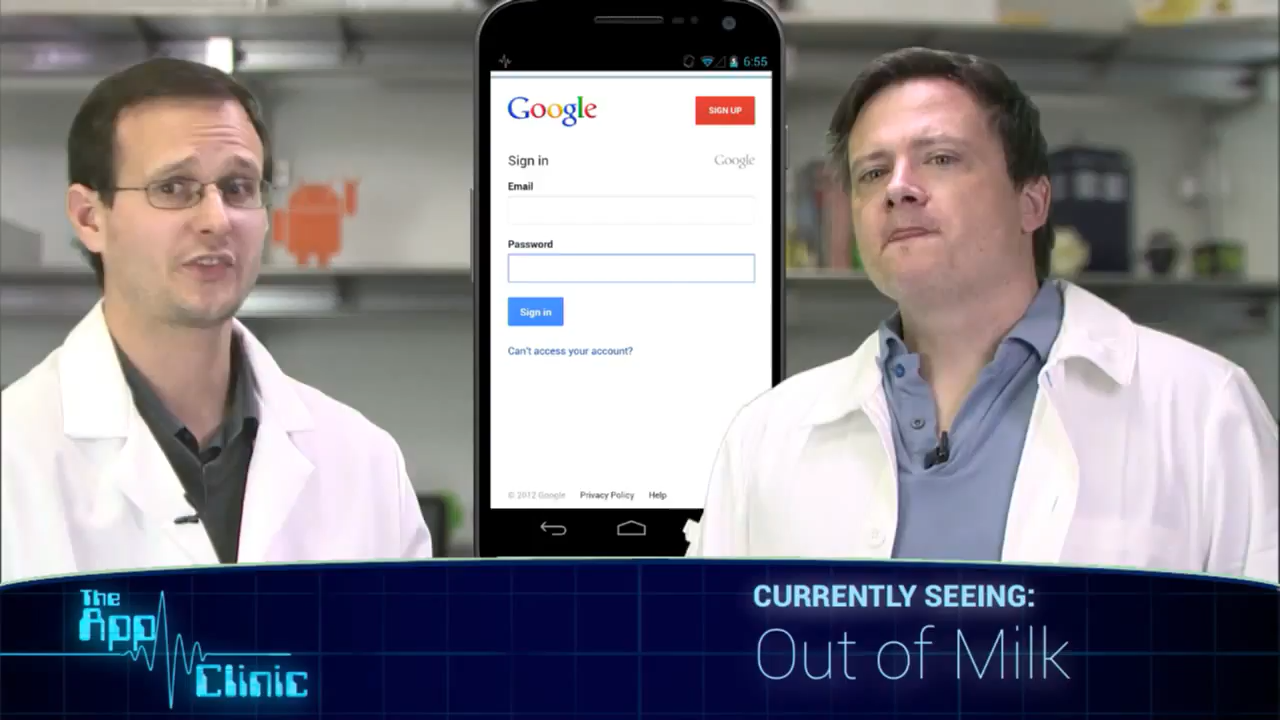 6:55
Google
SIGN UP
Sign in
Google
Email
Password
Sign in
Can't access your account?
© 2012 Google Privacy Policy Help
The
App
Clinic
CURRENTLY SEEING:
Out of Milk